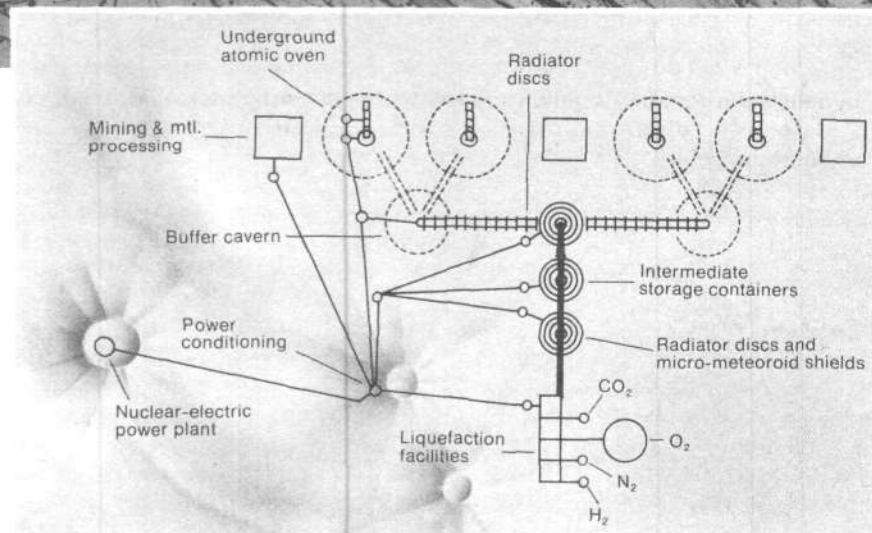 Underground
atomic oven
Radiator
discs
Mining & mtl.
processing
Buffer cavern
Intermediate
storage containers
Power
conditioning
Radiator discs and
micro-meteoroid shields
Nuclear-electric
power plant
CO₂
Liquefaction
facilities
O₂
N₂
H₂